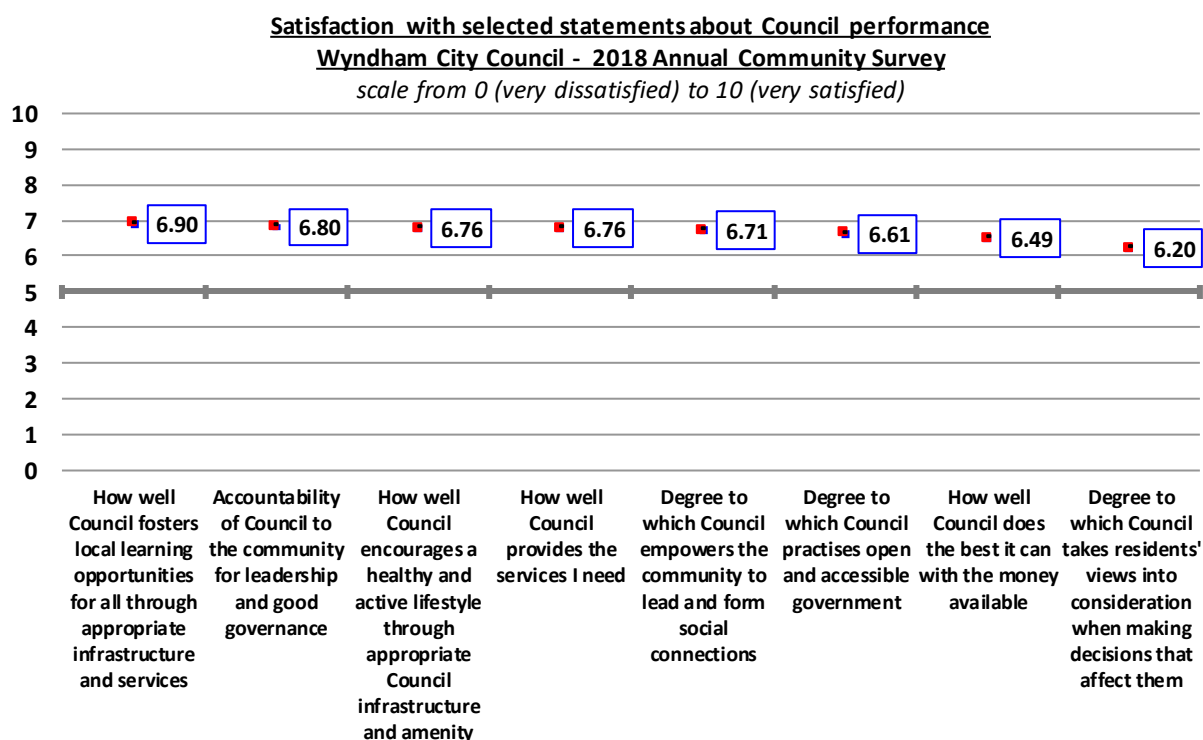 Satisfaction with selected statements about Council performance
Wyndham City Council - 2018 Annual Community Survey
scale from 0 (very dissatisfied) to 10 (very satisfied)
10
9
8
7
6
5
4
3
2
1
0
6.90
6.80
6.76
6.76
6.71
6.61
6.49
6.20
How well
Council fosters
local learning
opportunities
for all through
appropriate
infrastructure
and services
Accountability
of Council to
the community
for leadership
and good
governance
How well
Council
encourages a
healthy and
active lifestyle
through
appropriate
Council
infrastructure
and amenity
How well
Council
provides the
services I need
Degree to
which Council
empowers the
community to
lead and form
social
connections
Degree to
which Council
practises open
and accessible
government
How well
Council does
the best it can
with the money
available
Degree to
which Council
takes residents'
views into
consideration
when making
decisions that
affect them